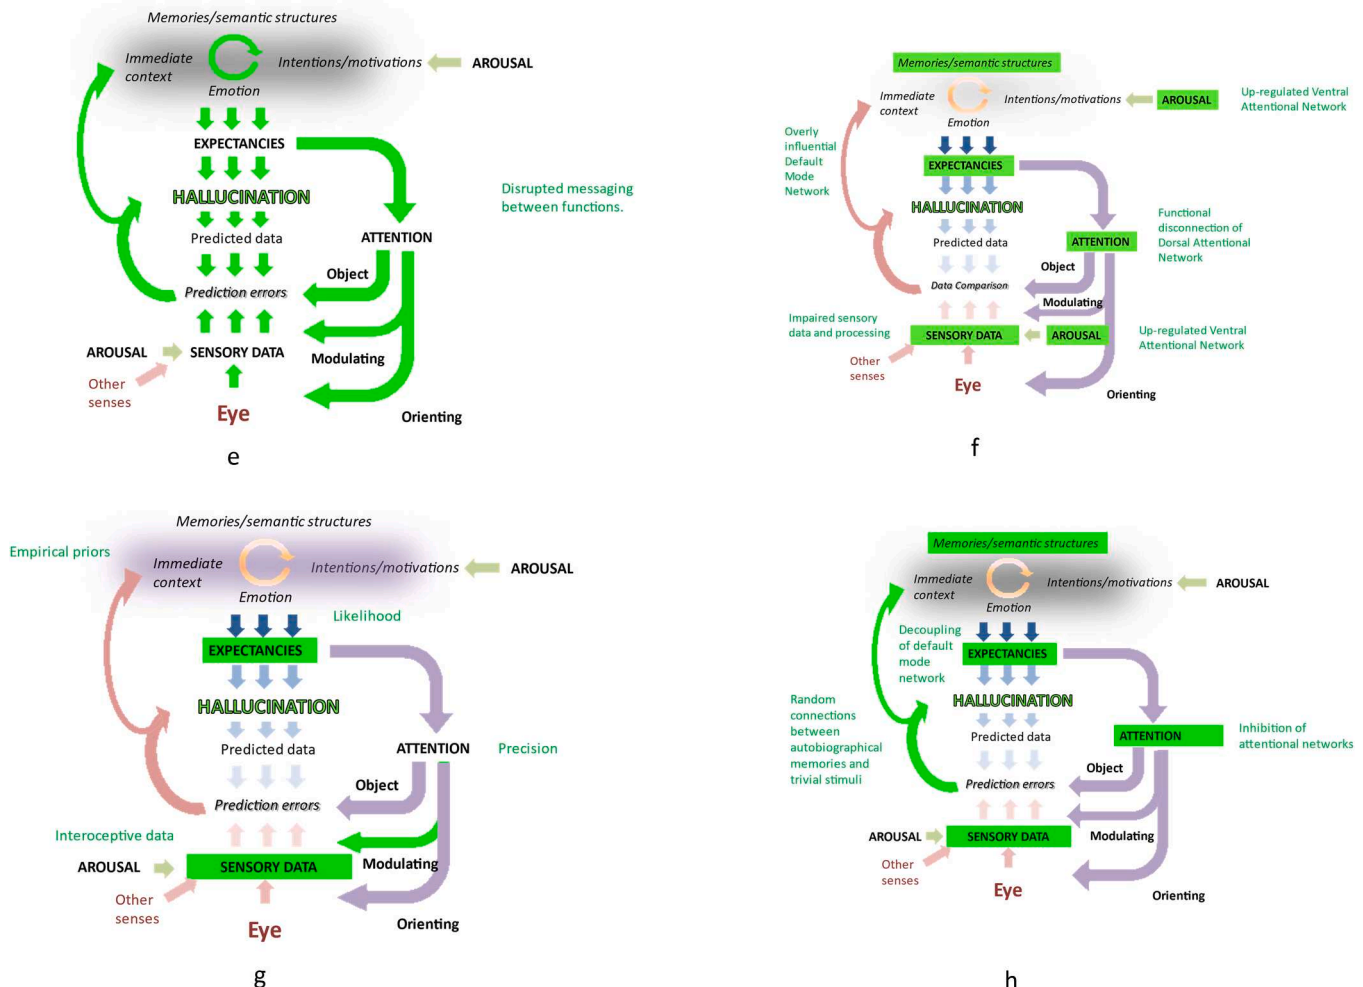 Memories/semantic structures
Immediate
context
Intentions/motivations
AROUSAL
Emotion
EXPECTANCIES
HALLUCINATION
Disrupted messaging
between functions.
Predicted data
ATTENTION
Object
Prediction errors
AROUSAL
SENSORY DATA
Modulating
Other
senses
Eye
Orienting
e
Memories/semantic structures
Immediate
context
Intentions/motivations
AROUSAL
Up-regulated Ventral
Attentional Network
Emotion
Overly
influential
Default
Mode
Network
EXPECTANCIES
HALLUCINATION
Functional
disconnection of
Dorsal Attentional
Network
Predicted data
ATTENTION
Object
Data Comparison
Modulating
Impaired sensory
data and processing
SENSORY DATA
AROUSAL
Up-regulated Ventral
Attentional Network
Other
senses
Eye
Orienting
f
Memories/semantic structures
Empirical priors
Immediate
context
Intentions/motivations
AROUSAL
Emotion
Likelihood
EXPECTANCIES
HALLUCINATION
Predicted data
ATTENTION
Precision
Object
Prediction errors
Interoceptive data
AROUSAL
SENSORY DATA
Modulating
Other
senses
Eye
Orienting
g
Memories/semantic structures
Immediate
context
Intentions/motivations
AROUSAL
Emotion
Decoupling
of default
mode
network
EXPECTANCIES
HALLUCINATION
Random
connections
between
autobiographical
memories and
trivial stimuli
Predicted data
ATTENTION
Inhibition of
attentional networks
Object
Prediction errors
AROUSAL
SENSORY DATA
Modulating
Other
senses
Eye
Orienting
h